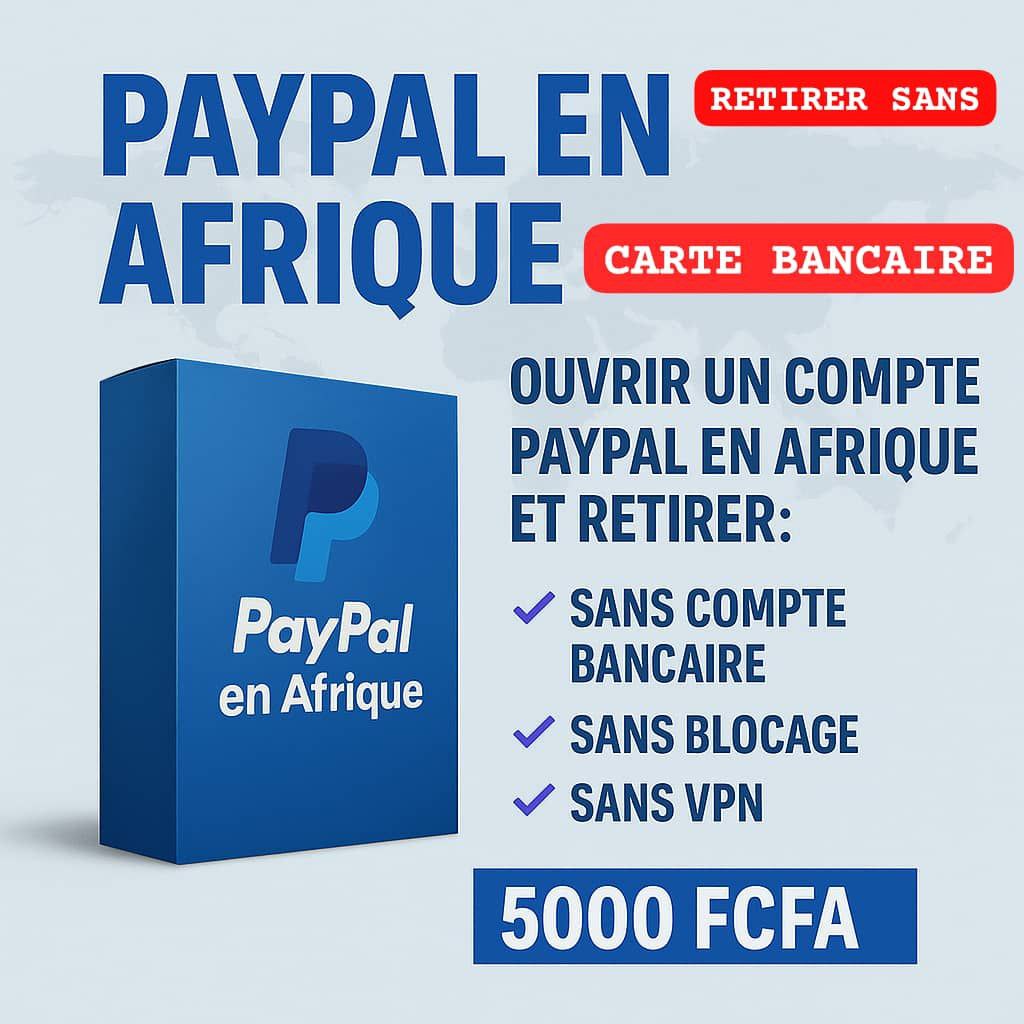 PAYPAL EN
RETIRER SANS
AFRIQUE
CARTE BANCAIRE
PayPal
en Afrique
OUVRIR UN COMPTE
PAYPAL EN AFRIQUE
ET RETIRER:
SANS COMPTE
BANCAIRE
SANS BLOCAGE
SANS VPN
5000 FCFA